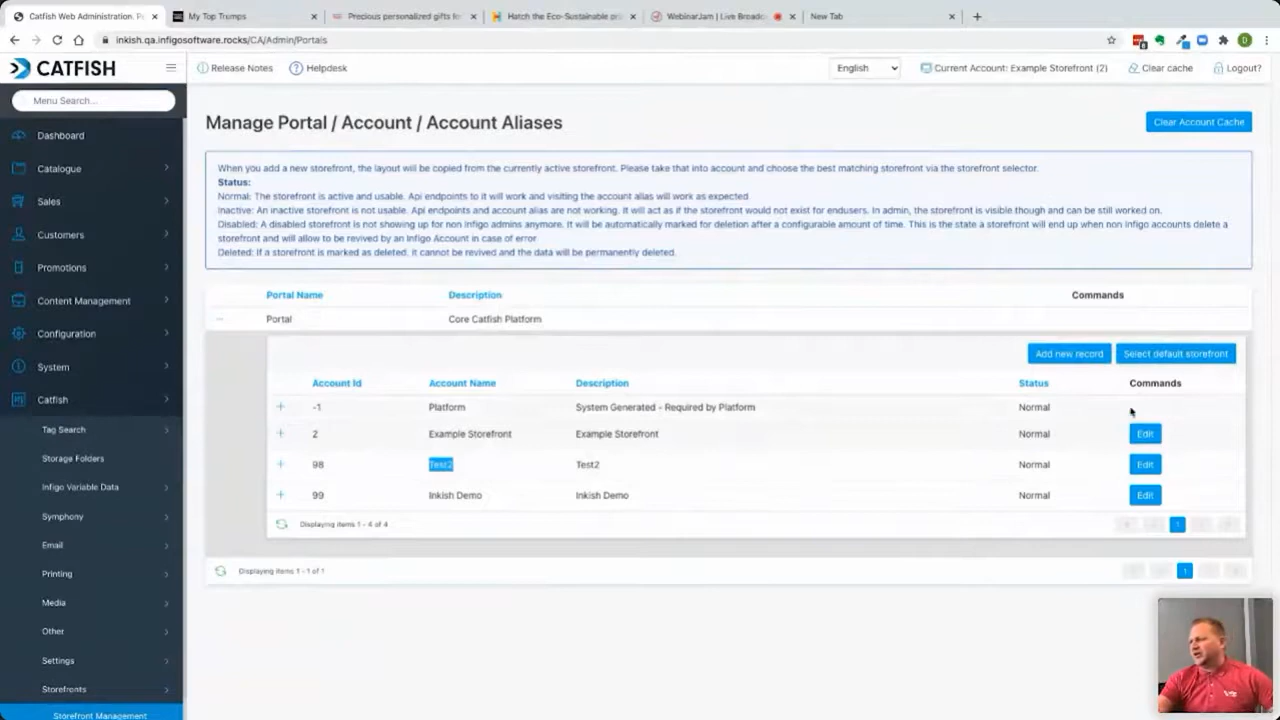 Catfish Web Administration. Pa
My Top Trumps
Precious personalized gifts for
Hatch the Eco-Sustainable pri
WebinarJam | Live Broadc
New Tab
inkish.qa.infigosoftware.rocks/CA/Admin/Portals
CATFISH
Release Notes
Helpdesk
English
Current Account: Example Storefront (2)
Clear cache
Logout?
Menu Search...
Dashboard
Catalogue
Sales
Customers
Promotions
Content Management
Configuration
System
Catfish
Tag Search
Storage Folders
Infigo Variable Data
Symphony
Email
Printing
Media
Other
Settings
Storefronts
Storefront Management
Manage Portal / Account / Account Aliases
Clear Account Cache
When you add a new storefront, the layout will be copied from the currently active storefront. Please take that into account and choose the best matching storefront via the storefront selector.
Status:
Normal: The storefront is active and usable. Api endpoints to it will work and visiting the account alias will work as expected
Inactive: An inactive storefront is not usable. Api endpoints and account alias are not working. It will act as if the storefront would not exist for endusers. In admin, the storefront is visible though and can be still worked on.
Disabled: A disabled storefront is not showing up for non Infigo admins anymore. It will be automatically marked for deletion after a configurable amount of time. This is the state a storefront will end up when non Infigo accounts delete a
storefront and will allow to be revived by an Infigo Account in case of error
Deleted: If a storefront is marked as deleted, it cannot be revived and the data will be permanently deleted.
Portal Name Description Commands
Portal Core Catfish Platform
Add new record Select default storefront
Account Id Account Name Description Status Commands
-1 Platform System Generated - Required by Platform Normal
2 Example Storefront Example Storefront Normal Edit
98 Test2 Test2 Normal Edit
99 Inkish Demo Inkish Demo Normal Edit
Displaying items 1 - 4 of 4 1
Displaying items 1 - 1 of 1 1